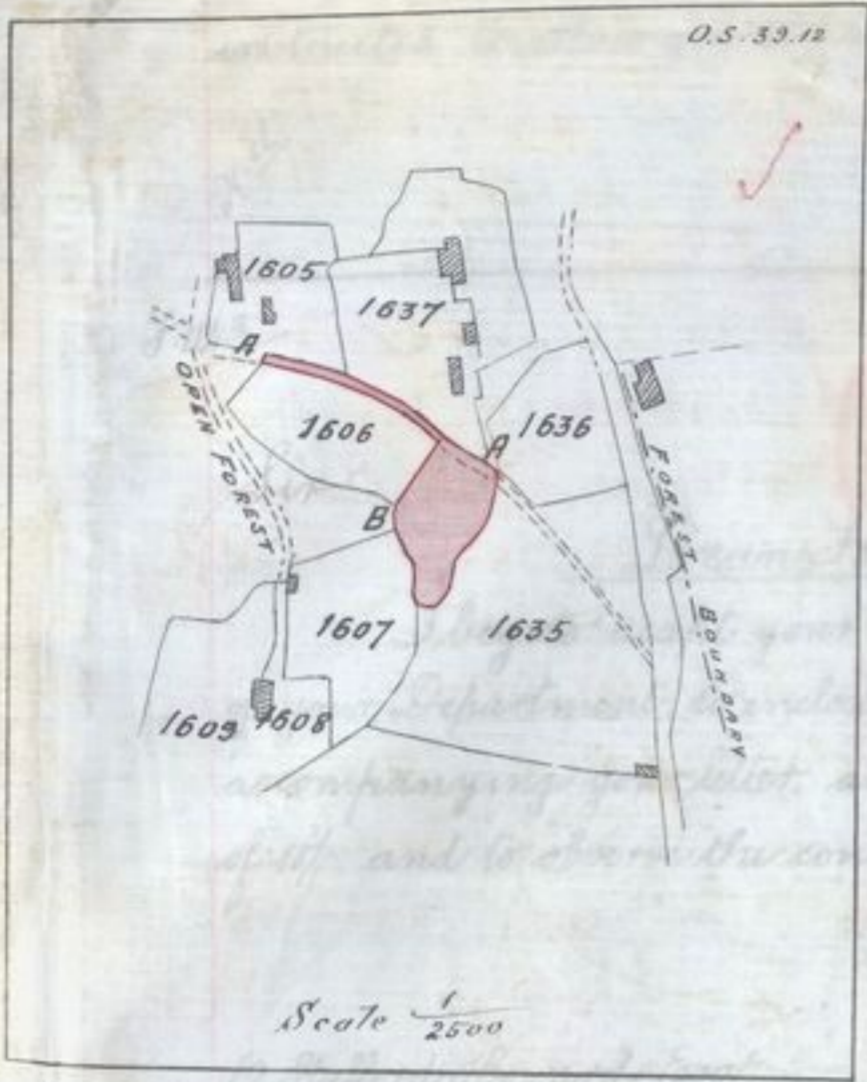 O.S. 39.12
1605
1637
A
1606
1636
A
OPEN FOREST
B
FOREST BOUNDARY
1607
1635
1609
1608
Scale 1/2500